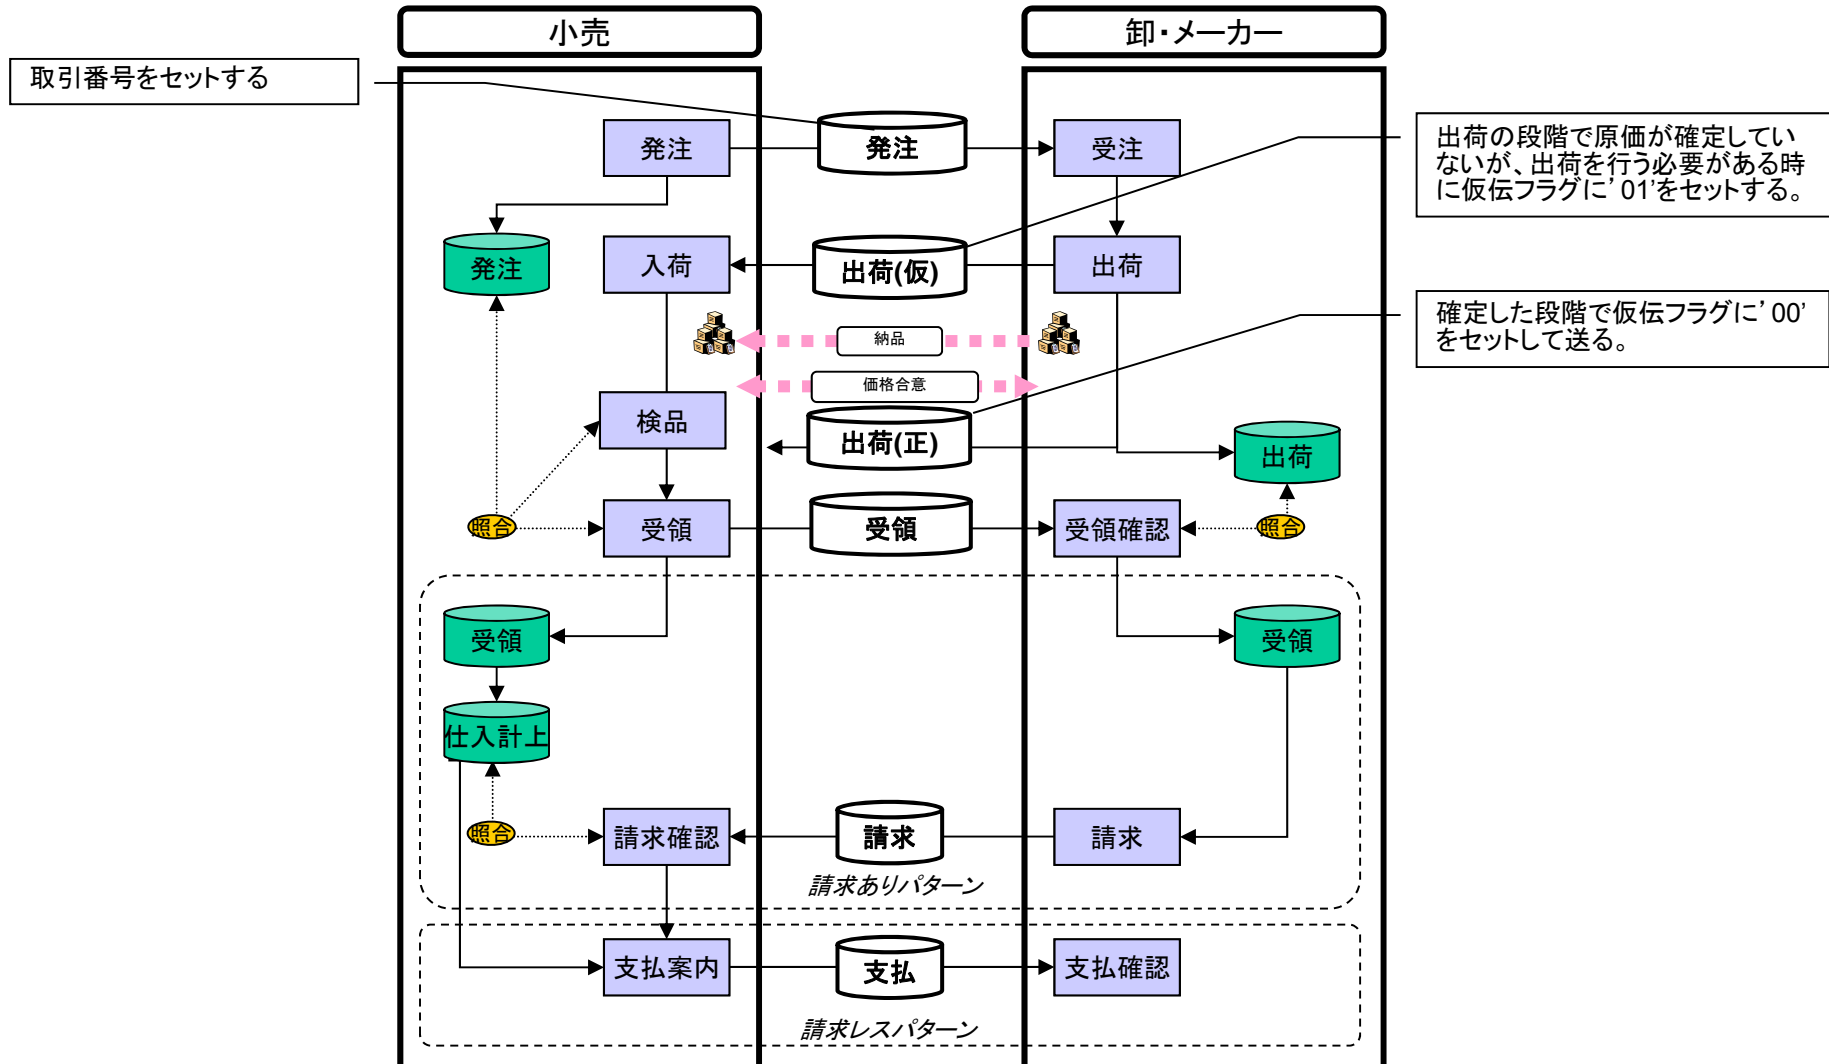 小売
卸・メーカー
取引番号をセットする
発注
発注
受注
出荷の段階で原価が確定してい
ないが、出荷を行う必要がある時
に仮伝フラグに’01'をセットする。
発注
入荷
出荷(仮)
出荷
確定した段階で仮伝フラグに’00'
をセットして送る。
納品
価格合意
検品
出荷(正)
出荷
照合
受領
受領
受領確認
照合
受領
受領
仕入計上
照合
請求確認
請求
請求
請求ありパターン
支払案内
支払
支払確認
請求レスパターン